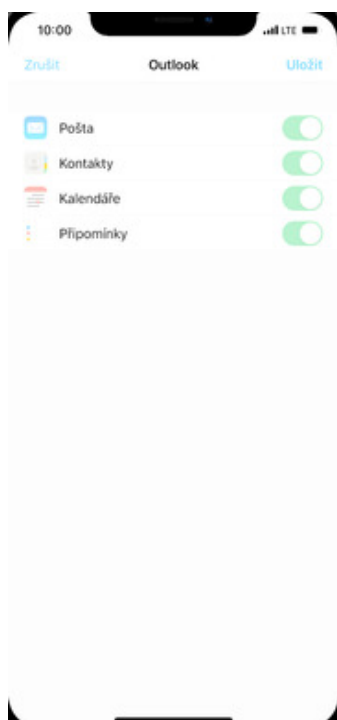 10:00 LTE
Zrušit Outlook Uložit
Pošta
Kontakty
Kalendáře
Připomínky